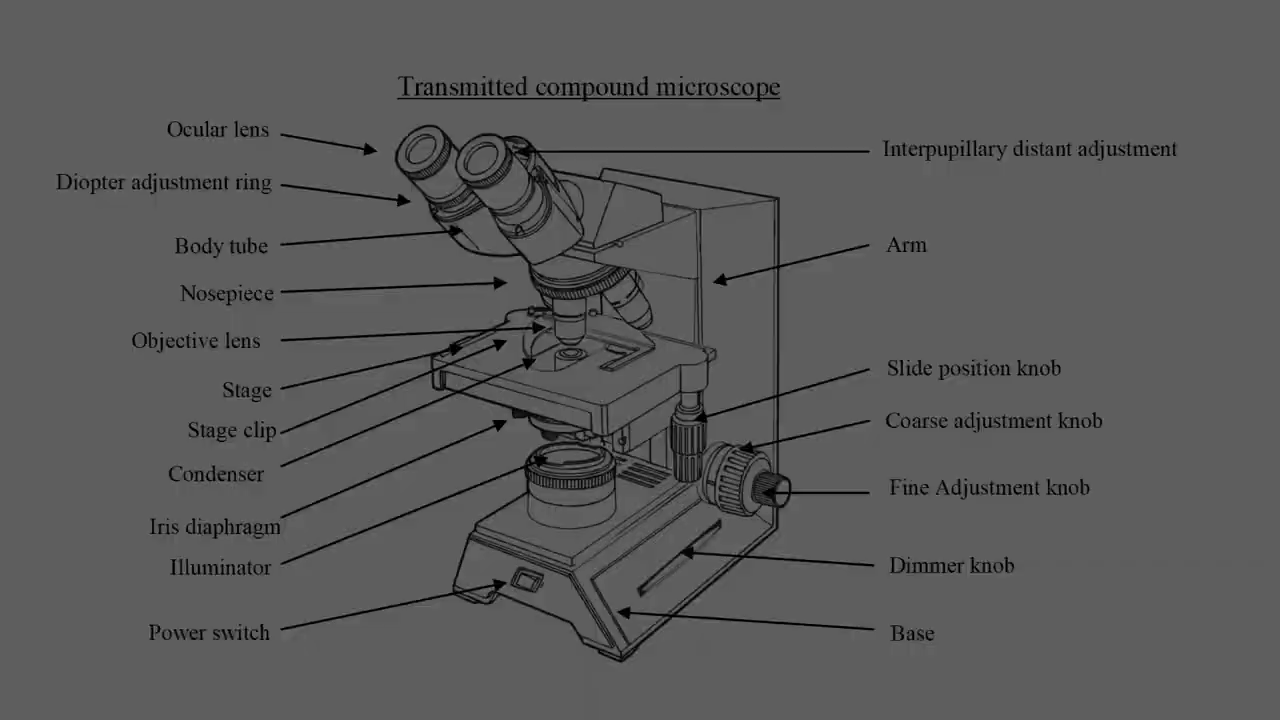 Transmitted compound microscope
Ocular lens
Diopter adjustment ring
Body tube
Nosepiece
Objective lens
Stage
Stage clip
Condenser
Iris diaphragm
Illuminator
Power switch
Interpupillary distant adjustment
Arm
Slide position knob
Coarse adjustment knob
Fine Adjustment knob
Dimmer knob
Base